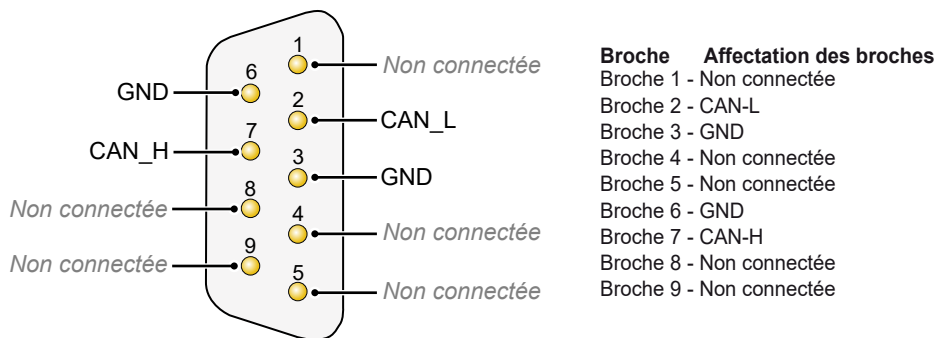 1
Non connectée
6
GND
2
CAN_L
7
CAN_H
3
GND
8
Non connectée
4
Non connectée
9
Non connectée
5
Non connectée
Broche Affectation des broches
Broche 1 - Non connectée
Broche 2 - CAN-L
Broche 3 - GND
Broche 4 - Non connectée
Broche 5 - Non connectée
Broche 6 - GND
Broche 7 - CAN-H
Broche 8 - Non connectée
Broche 9 - Non connectée